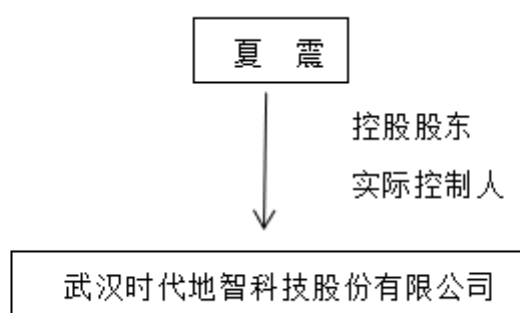 夏 震
控股股东
实际控制人
武汉时代地智科技股份有限公司